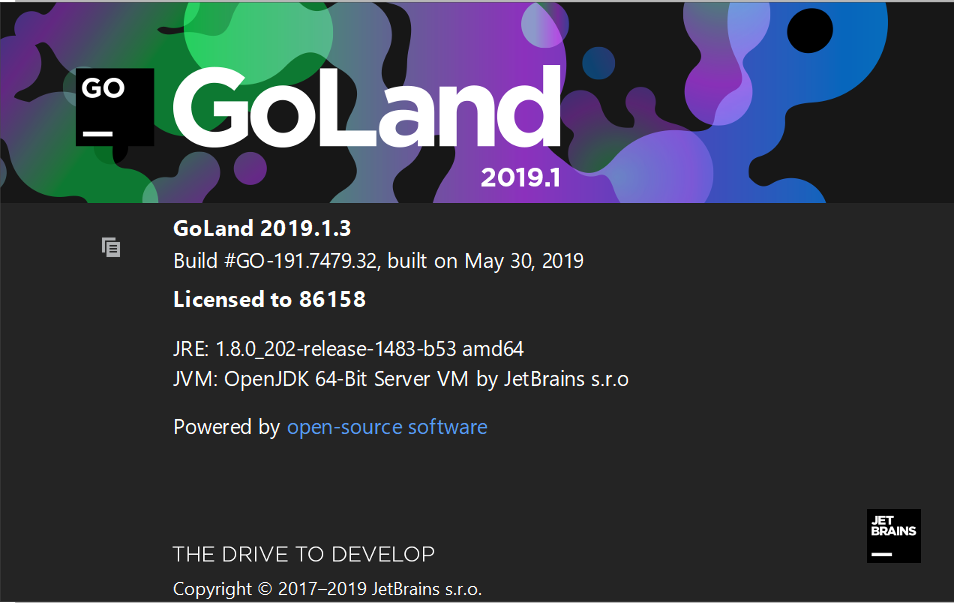 GO
GoLand
2019.1
GoLand 2019.1.3
Build #GO-191.7479.32, built on May 30, 2019
Licensed to 86158
JRE: 1.8.0_202-release-1483-b53 amd64
JVM: OpenJDK 64-Bit Server VM by JetBrains s.r.o
Powered by open-source software
JET
BRAINS
THE DRIVE TO DEVELOP
Copyright © 2017–2019 JetBrains s.r.o.